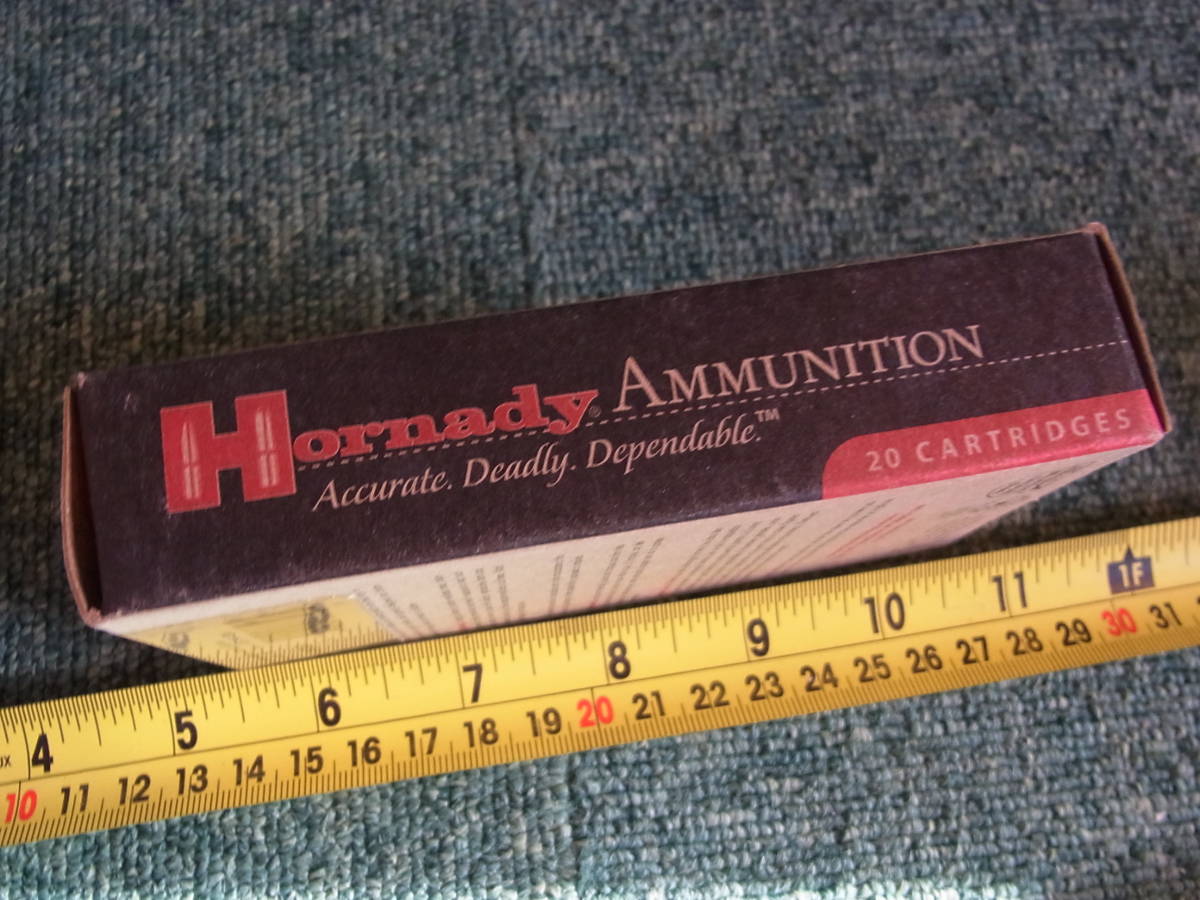 Hornady® AMMUNITION
Accurate. Deadly. Dependable.™
20 CARTRIDGES
4 5 6 7 8 9 10 11 1F
10 11 12 13 14 15 16 17 18 19 20 21 22 23 24 25 26 27 28 29 30 31